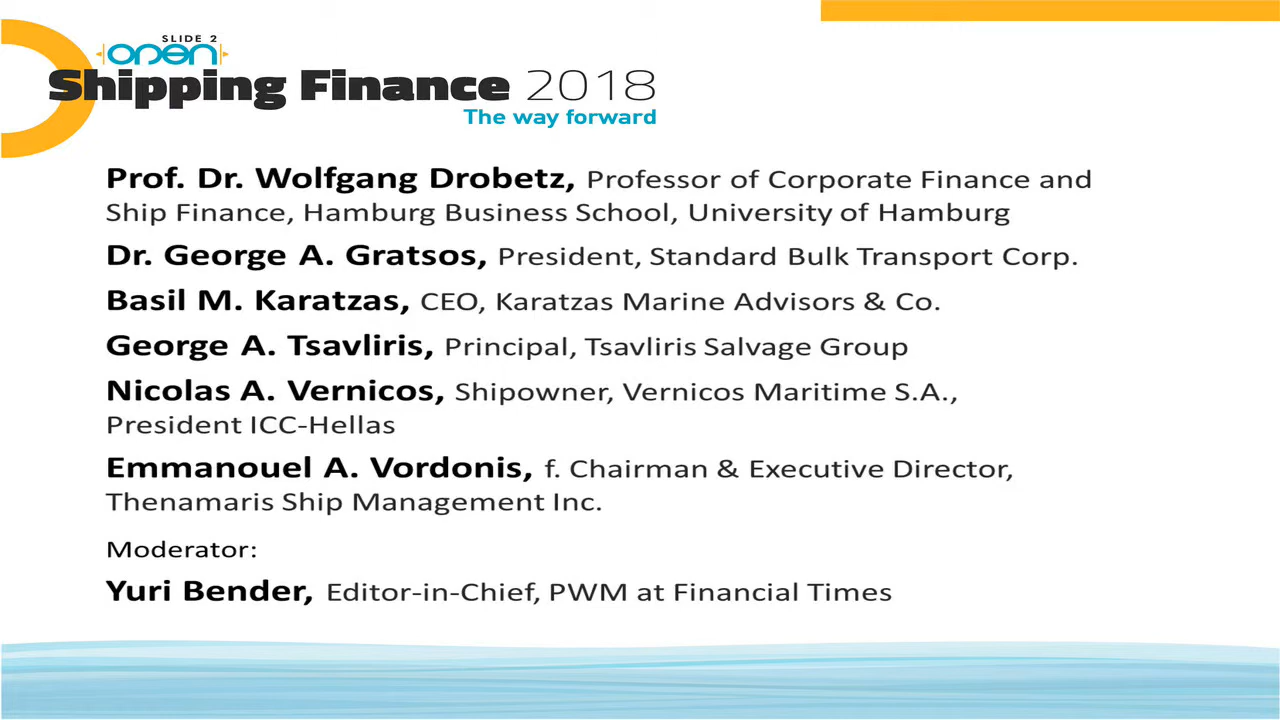 SLIDE 2
open
Shipping Finance 2018
The way forward
Prof. Dr. Wolfgang Drobetz, Professor of Corporate Finance and
Ship Finance, Hamburg Business School, University of Hamburg
Dr. George A. Gratsos, President, Standard Bulk Transport Corp.
Basil M. Karatzas, CEO, Karatzas Marine Advisors & Co.
George A. Tsavliris, Principal, Tsavliris Salvage Group
Nicolas A. Vernicos, Shipowner, Vernicos Maritime S.A.,
President ICC-Hellas
Emmanouel A. Vordonis, f. Chairman & Executive Director,
Thenamaris Ship Management Inc.
Moderator:
Yuri Bender, Editor-in-Chief, PWM at Financial Times